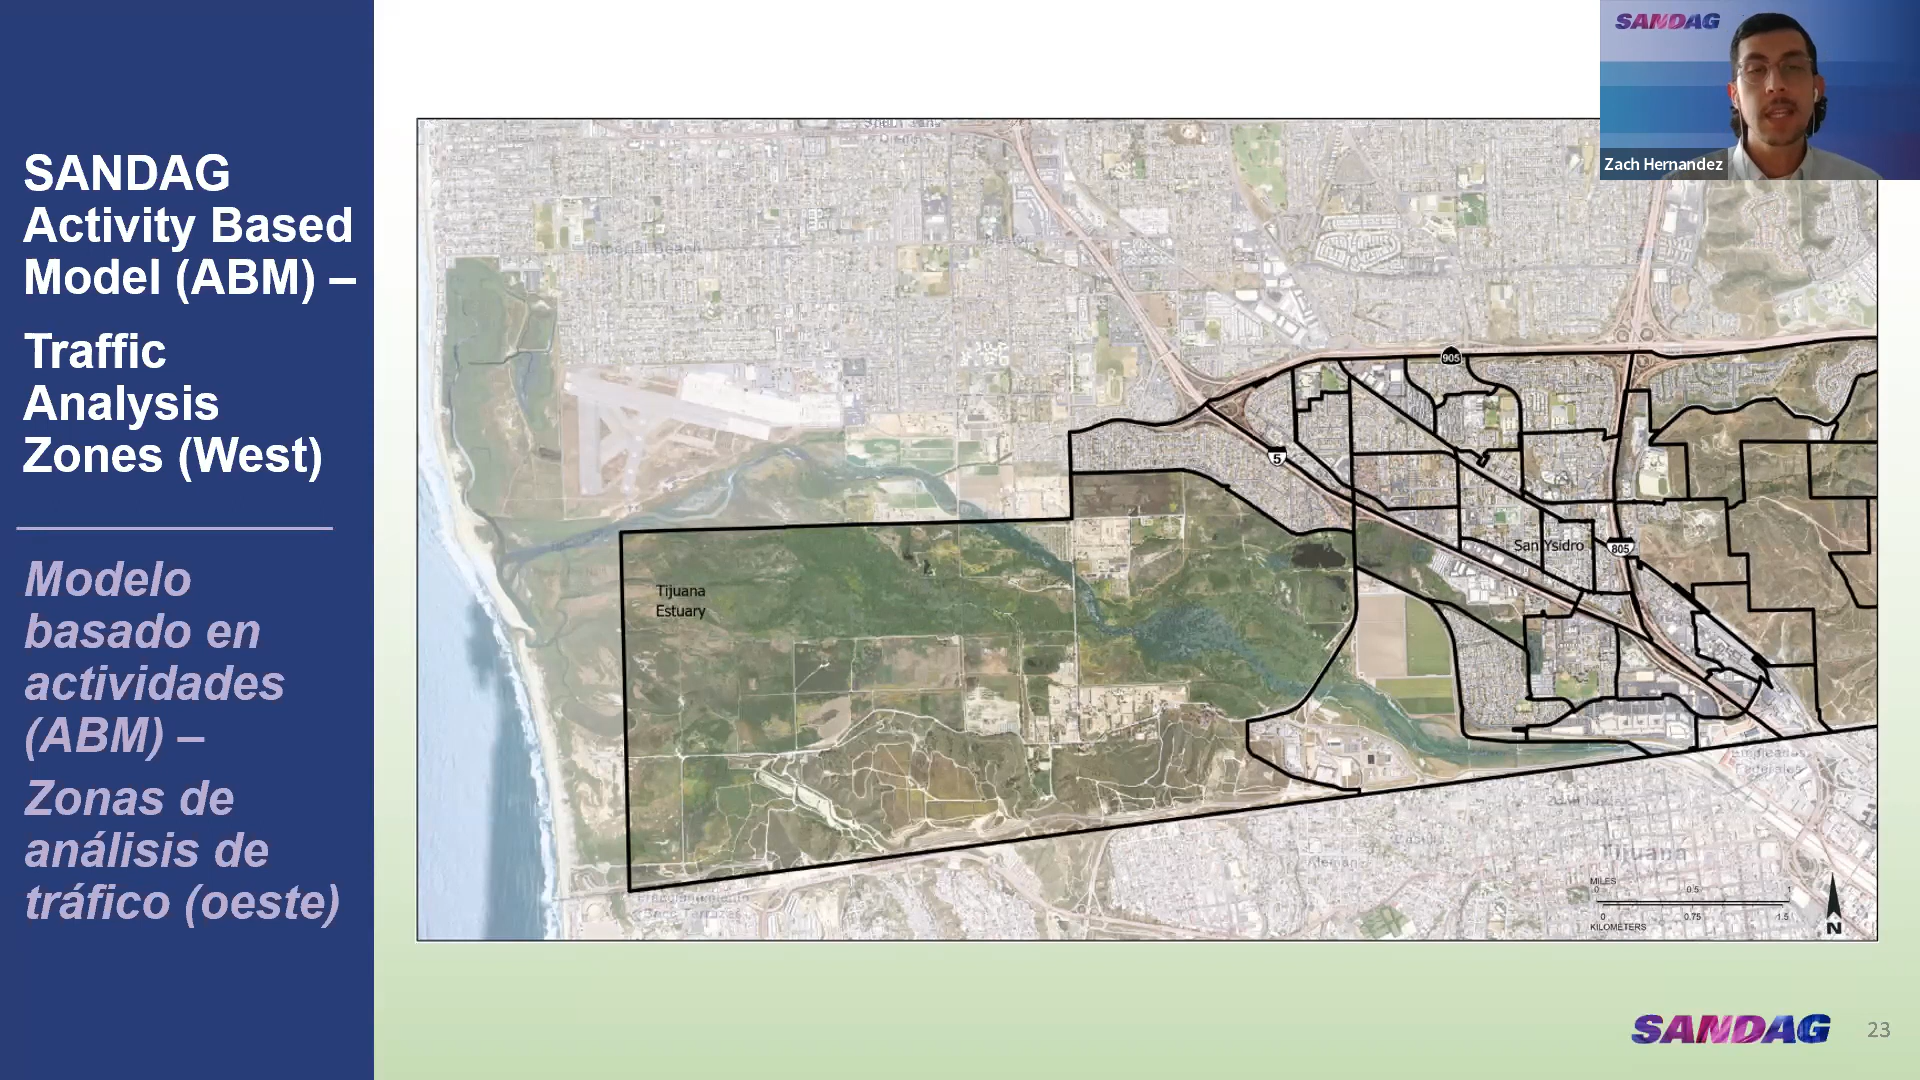 SANDAG
Activity Based
Model (ABM) –
Traffic
Analysis
Zones (West)
Modelo
basado en
actividades
(ABM) –
Zonas de
análisis de
tráfico (oeste)
SANDAG
Zach Hernandez
Imperial Beach
905
5
San Ysidro
805
Tijuana
Estuary
Tijuana
MILES
0 0.5 1
0 0.75 1.5
KILOMETERS
N
SANDAG
23